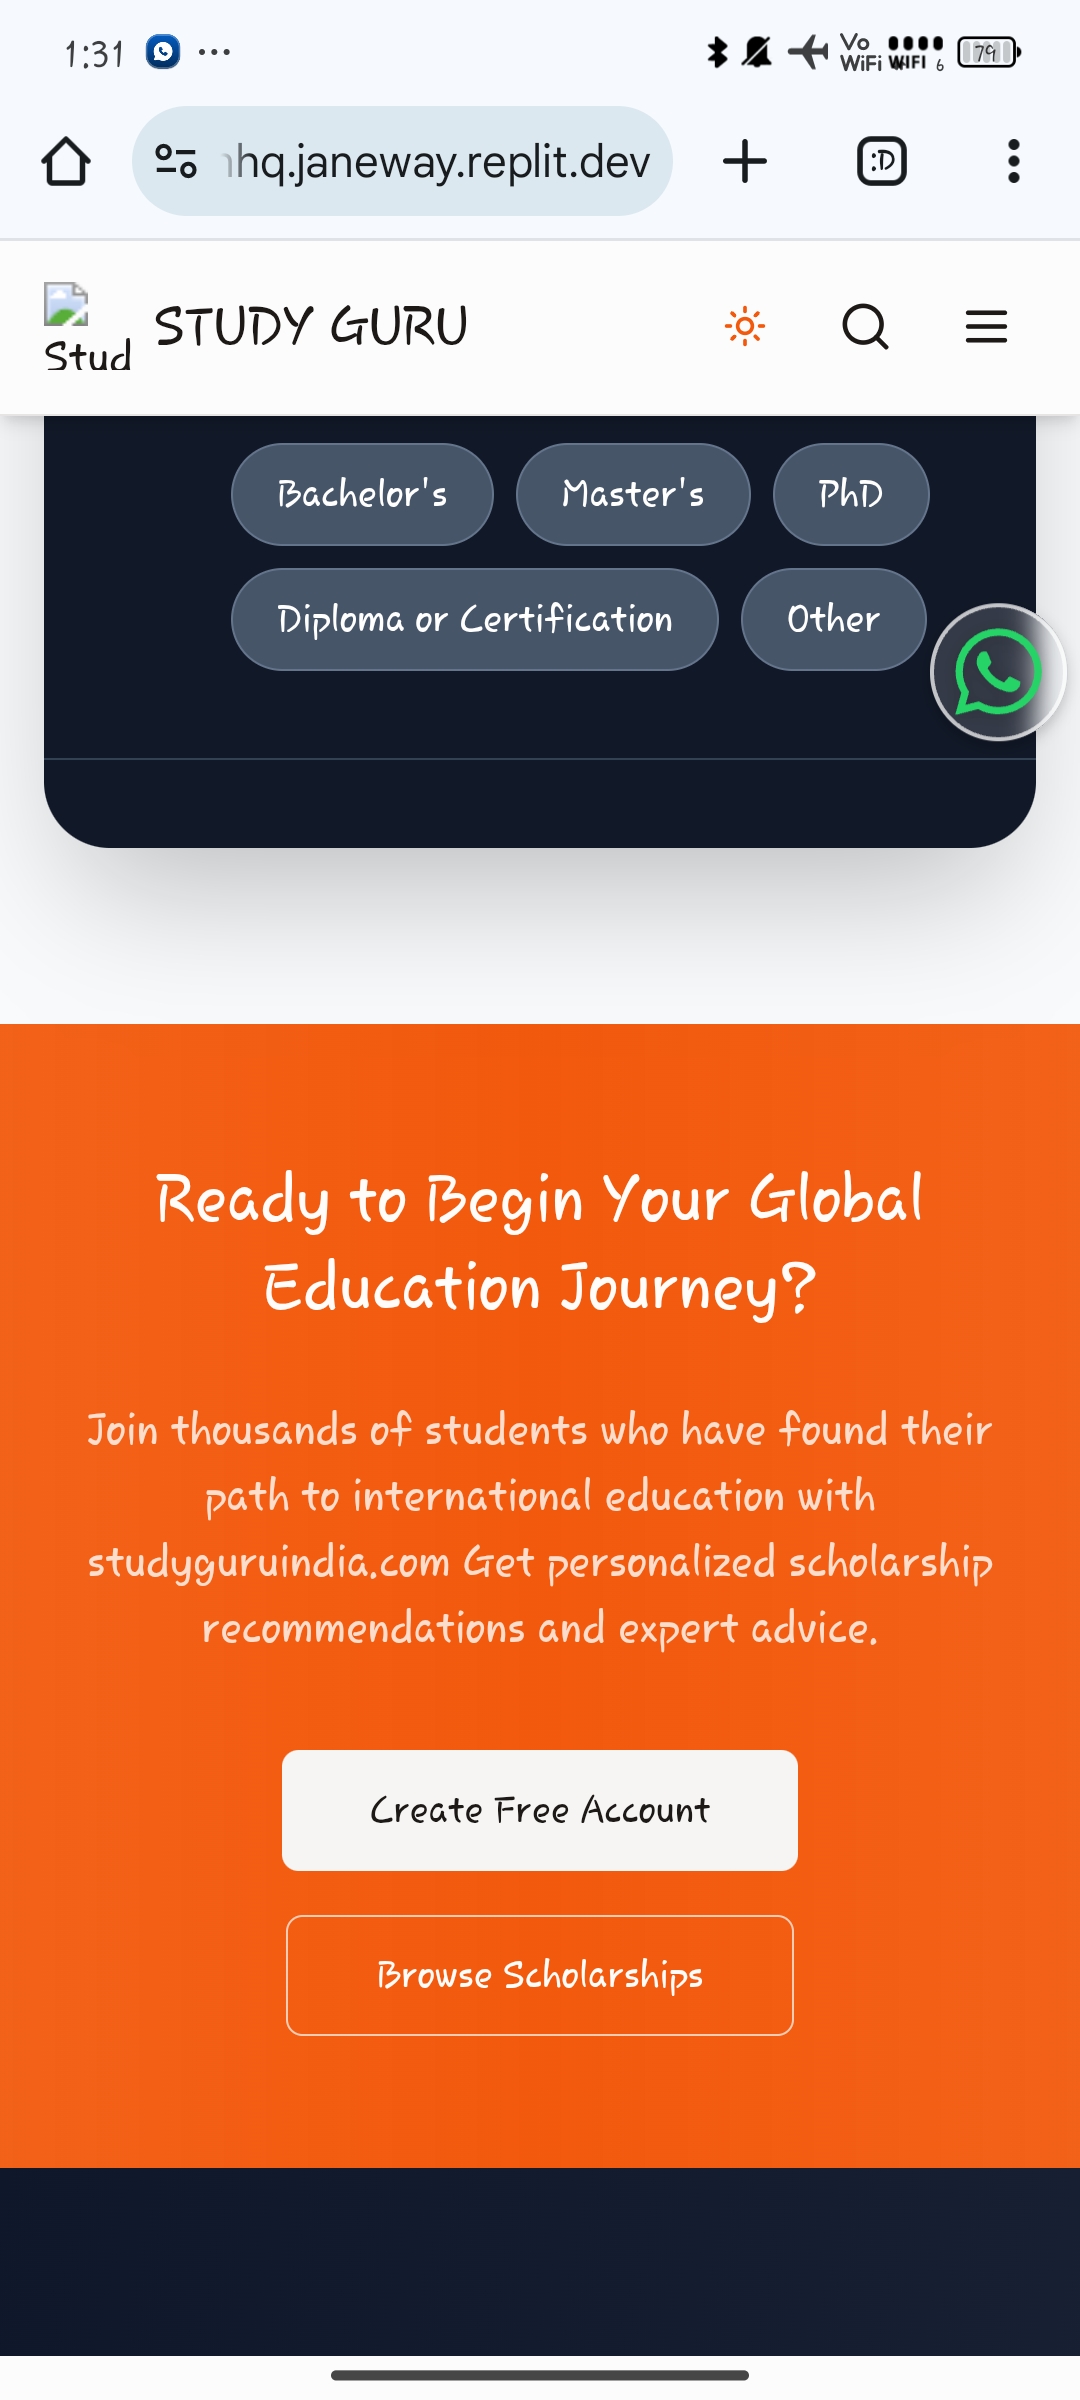 1:31
Vo
WiFi
WIFI 6
79
hq.janeway.replit.dev
:D
Stud
STUDY GURU
Bachelor's
Master's
PhD
Diploma or Certification
Other
Ready to Begin Your Global
Education Journey?
Join thousands of students who have found their
path to international education with
studyguruindia.com Get personalized scholarship
recommendations and expert advice.
Create Free Account
Browse Scholarships